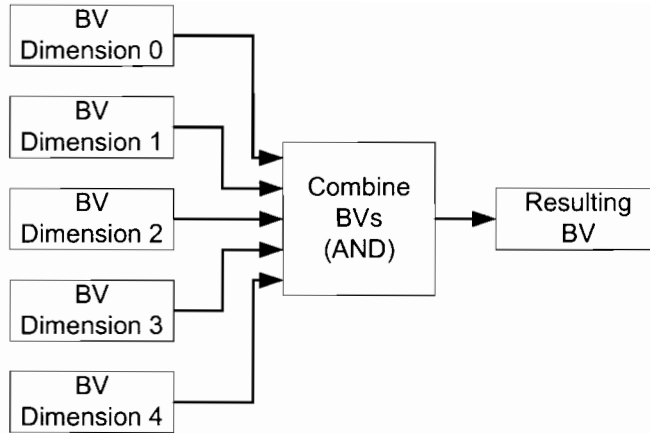 BV
Dimension 0
BV
Dimension 1
BV
Dimension 2
BV
Dimension 3
BV
Dimension 4
Combine
BVs
(AND)
Resulting
BV